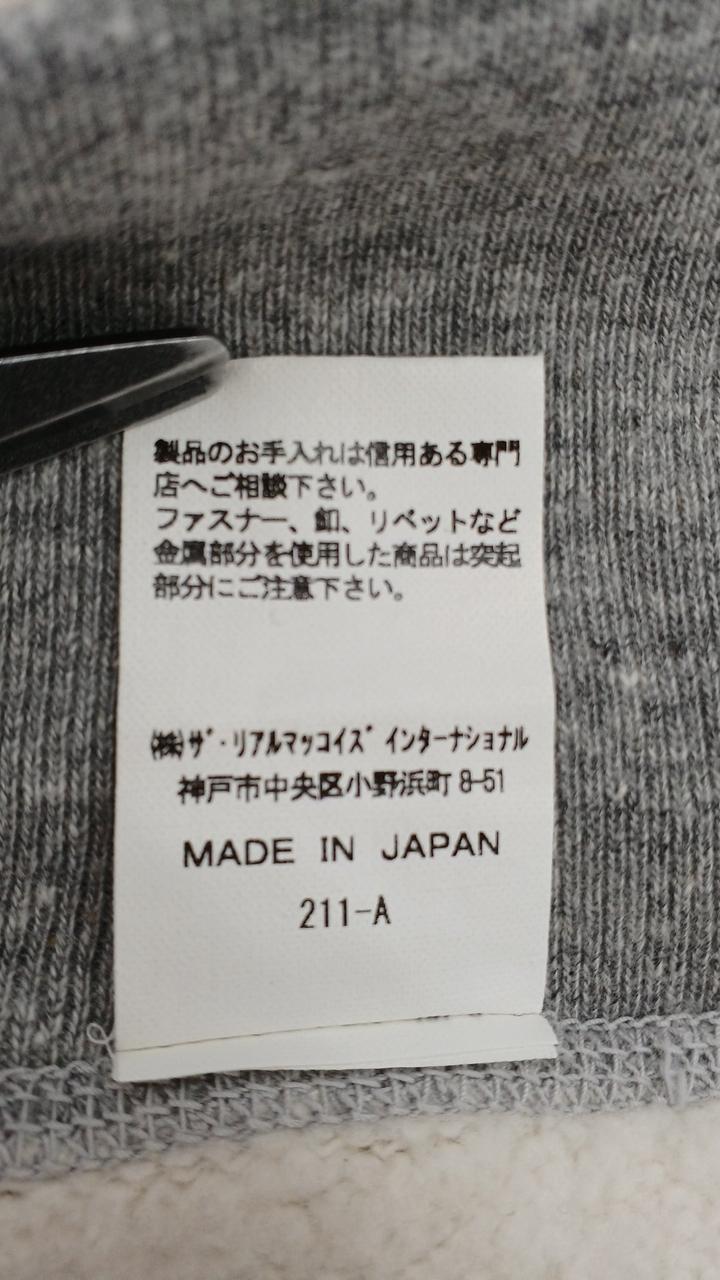 製品のお手入れは信用ある専門
店へご相談下さい。
ファスナー、釦、リベットなど
金属部分を使用した商品は突起
部分にご注意下さい。
㈱ｻﾞ･ﾘｱﾙﾏｯｺｲｽﾞ ｲﾝﾀｰﾅｼｮﾅﾙ
神戸市中央区小野浜町 8-51
MADE IN JAPAN
211-A